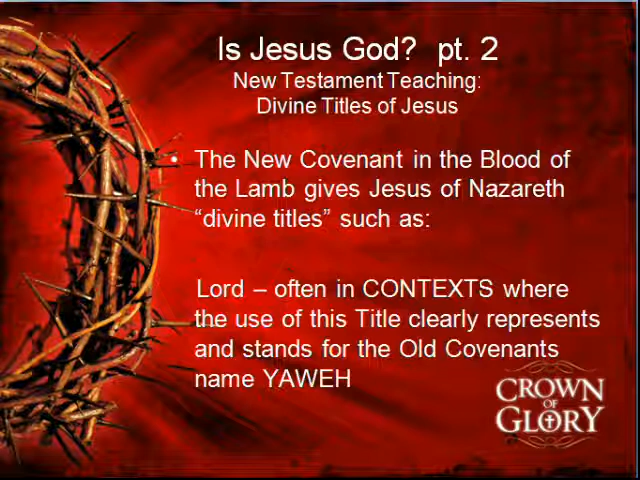 Is Jesus God?  pt. 2
New Testament Teaching:
Divine Titles of Jesus
• The New Covenant in the Blood of
the Lamb gives Jesus of Nazareth
“divine titles” such as:
Lord – often in CONTEXTS where
the use of this Title clearly represents
and stands for the Old Covenants
name YAWEH
CROWN
OF
GLORY